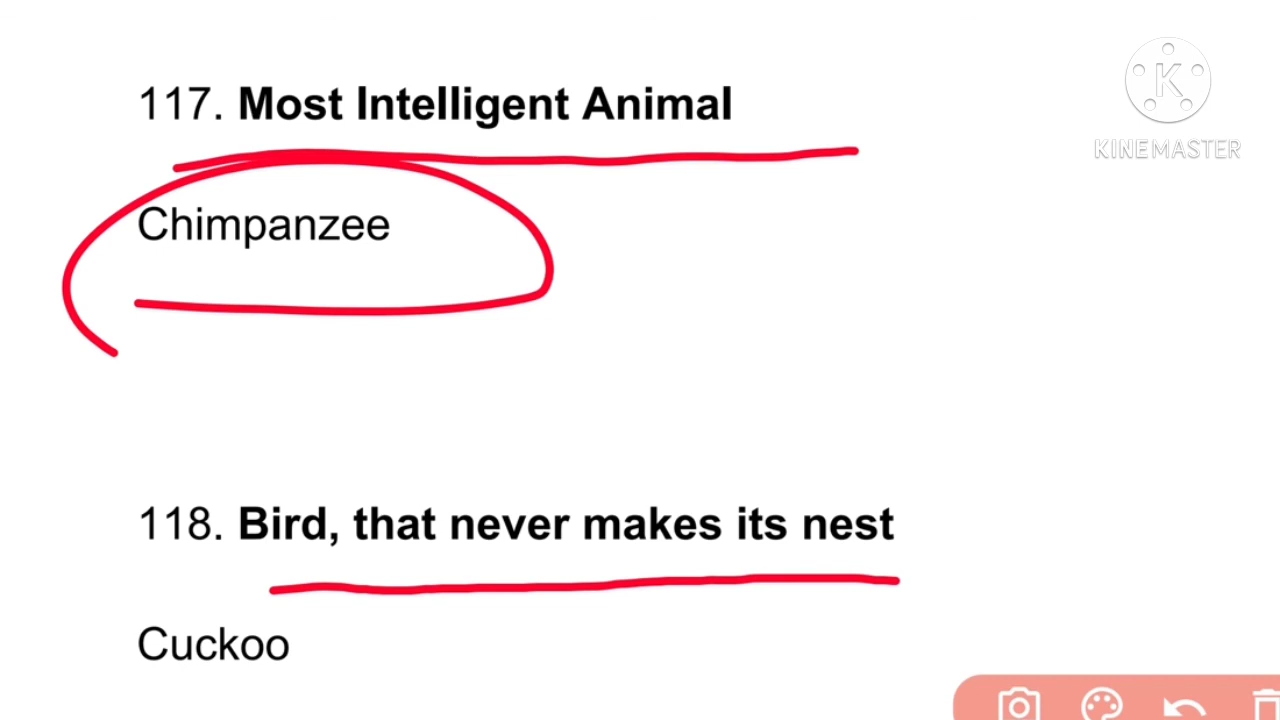 117. Most Intelligent Animal
K
KINEMASTER
Chimpanzee
118. Bird, that never makes its nest
Cuckoo